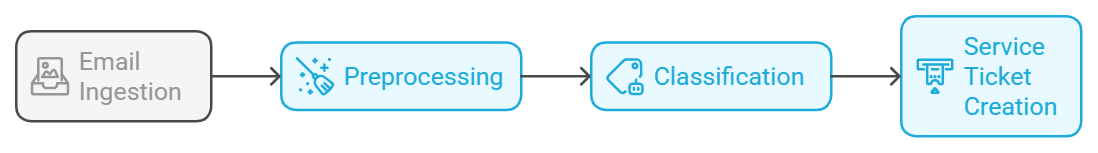 Email
Ingestion
Preprocessing
Classification
Service
Ticket
Creation